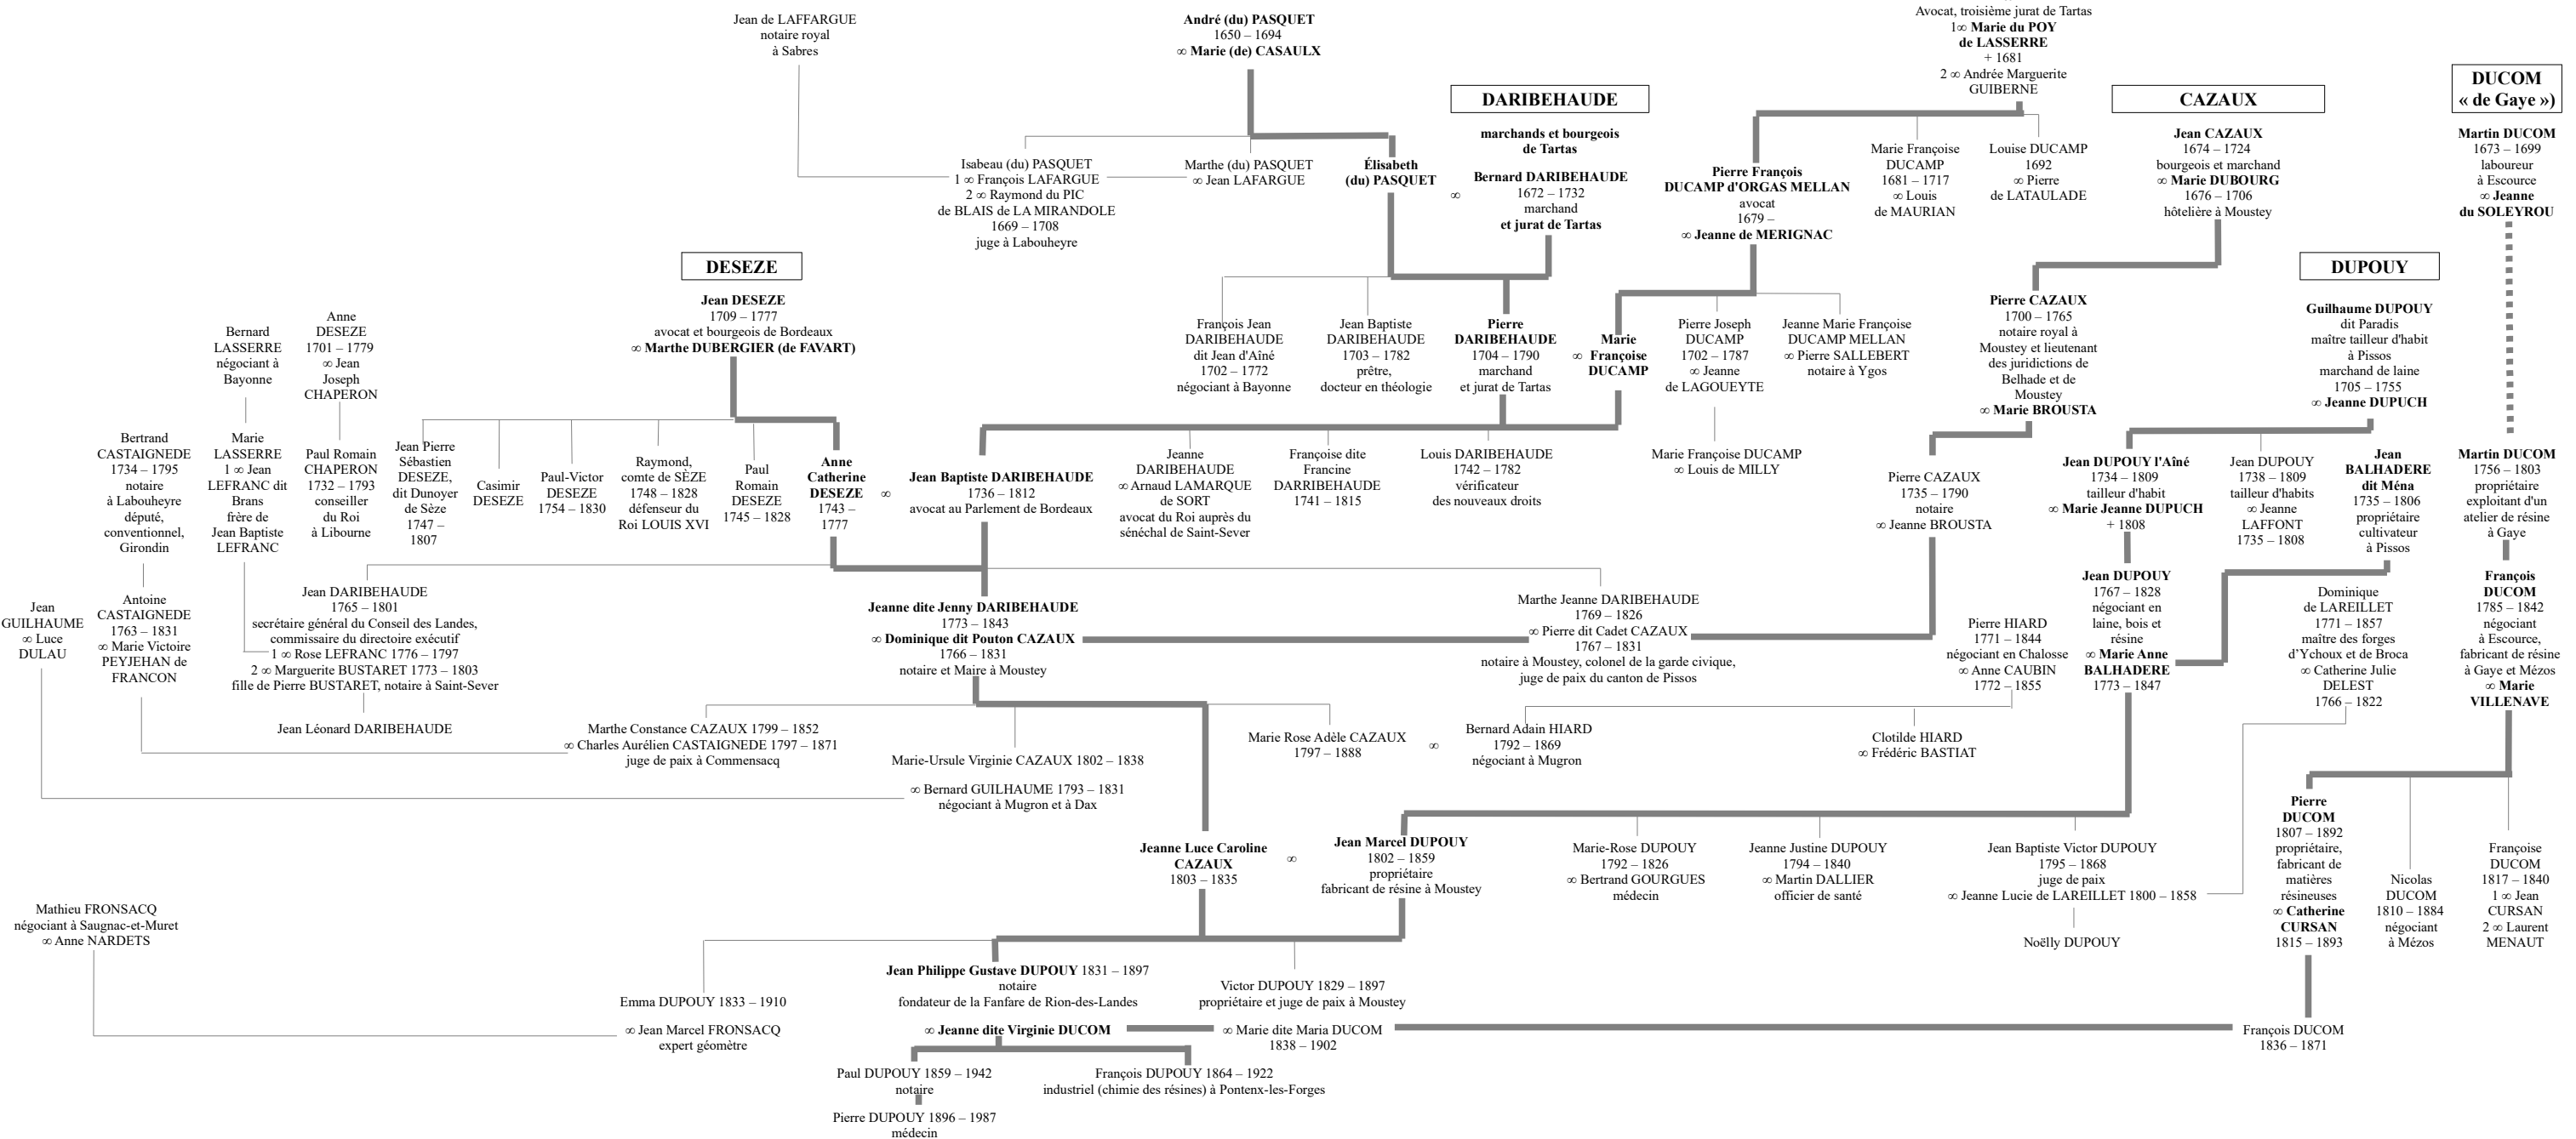 Jean de LAFFARGUE
notaire royal
à Sabres
André (du) PASQUET
1650 – 1694
∞ Marie (de) CASAULX
Avocat, troisième jurat de Tartas
1∞ Marie du POY
de LASSERRE
+ 1681
2 ∞ Andrée Marguerite
GUIBERNE
DARIBEHAUDE
marchands et bourgeois
de Tartas
CAZAUX
DUCOM
« de Gaye »)
Isabeau (du) PASQUET
1 ∞ François LAFARGUE
2 ∞ Raymond du PIC
de BLAIS de LA MIRANDOLE
1669 – 1708
juge à Labouheyre
Marthe (du) PASQUET
∞ Jean LAFARGUE
Élisabeth
(du) PASQUET
∞
Bernard DARIBEHAUDE
1672 – 1732
marchand
et jurat de Tartas
Pierre François
DUCAMP d'ORGAS MELLAN
avocat
1679 –
∞ Jeanne de MERIGNAC
Marie Françoise
DUCAMP
1681 – 1717
∞ Louis
de MAURIAN
Louise DUCAMP
1692
∞ Pierre
de LATAULADE
Jean CAZAUX
1674 – 1724
bourgeois et marchand
∞ Marie DUBOURG
1676 – 1706
hôtelière à Moustey
Martin DUCOM
1673 – 1699
laboureur
à Escource
∞ Jeanne
du SOLEYROU
DESEZE
Jean DESEZE
1709 – 1777
avocat et bourgeois de Bordeaux
∞ Marthe DUBERGIER (de FAVART)
DUPOUY
Bernard
LASSERRE
négociant à
Bayonne
Anne
DESEZE
1701 – 1779
∞ Jean
Joseph
CHAPERON
François Jean
DARIBEHAUDE
dit Jean d'Aîné
1702 – 1772
négociant à Bayonne
Jean Baptiste
DARIBEHAUDE
1703 – 1782
prêtre,
docteur en théologie
Pierre
DARIBEHAUDE
1704 – 1790
marchand
et jurat de Tartas
∞
Marie
Françoise
DUCAMP
Pierre Joseph
DUCAMP
1702 – 1787
∞ Jeanne
de LAGOUEYTE
Jeanne Marie Françoise
DUCAMP MELLAN
∞ Pierre SALLEBERT
notaire à Ygos
Pierre CAZAUX
1700 – 1765
notaire royal à
Moustey et lieutenant
des juridictions de
Belhade et de
Moustey
∞ Marie BROUSTA
Guilhaume DUPOUY
dit Paradis
maître tailleur d'habit
à Pissos
marchand de laine
1705 – 1755
∞ Jeanne DUPUCH
Bertrand
CASTAIGNEDE
1734 – 1795
notaire
à Labouheyre
député,
conventionnel,
Girondin
Marie
LASSERRE
1 ∞ Jean
LEFRANC dit
Brans
frère de
Jean Baptiste
LEFRANC
Paul Romain
CHAPERON
1732 – 1793
conseiller
du Roi
à Libourne
Jean Pierre
Sébastien
DESEZE,
dit Dunoyer
de Sèze
1747 –
1807
Casimir
DESEZE
Paul-Victor
DESEZE
1754 – 1830
Raymond,
comte de SÈZE
1748 – 1828
défenseur du
Roi LOUIS XVI
Paul
Romain
DESEZE
1745 – 1828
Anne
Catherine
DESEZE
1743 –
1777
∞
Jean Baptiste DARIBEHAUDE
1736 – 1812
avocat au Parlement de Bordeaux
Jeanne
DARIBEHAUDE
∞ Arnaud LAMARQUE
de SORT
avocat du Roi auprès du
sénéchal de Saint-Sever
Françoise dite
Francine
DARRIBEHAUDE
1741 – 1815
Louis DARIBEHAUDE
1742 – 1782
vérificateur
des nouveaux droits
Marie Françoise DUCAMP
∞ Louis de MILLY
Pierre CAZAUX
1735 – 1790
notaire
∞ Jeanne BROUSTA
Jean DUPOUY l'Aîné
1734 – 1809
tailleur d'habit
∞ Marie Jeanne DUPUCH
+ 1808
Jean DUPOUY
1738 – 1809
tailleur d'habits
∞ Jeanne
LAFFONT
1735 – 1808
Jean
BALHADERE
dit Ména
1735 – 1806
propriétaire
cultivateur
à Pissos
Martin DUCOM
1756 – 1803
propriétaire
exploitant d'un
atelier de résine
à Gaye
Jean
GUILHAUME
∞ Luce
DULAU
Antoine
CASTAIGNEDE
1763 – 1831
∞ Marie Victoire
PEYJEHAN de
FRANCON
Jean DARIBEHAUDE
1765 – 1801
secrétaire général du Conseil des Landes,
commissaire du directoire exécutif
1 ∞ Rose LEFRANC 1776 – 1797
2 ∞ Marguerite BUSTARET 1773 – 1803
fille de Pierre BUSTARET, notaire à Saint-Sever
Jeanne dite Jenny DARIBEHAUDE
1773 – 1843
∞ Dominique dit Pouton CAZAUX
1766 – 1831
notaire et Maire à Moustey
Marthe Jeanne DARIBEHAUDE
1769 – 1826
∞ Pierre dit Cadet CAZAUX
1767 – 1831
notaire à Moustey, colonel de la garde civique,
juge de paix du canton de Pissos
Pierre HIARD
1771 – 1844
négociant en Chalosse
∞ Anne CAUBIN
1772 – 1855
Jean DUPOUY
1767 – 1828
négociant en
laine, bois et
résine
∞ Marie Anne
BALHADERE
1773 – 1847
Dominique
de LAREILLET
1771 – 1857
maître des forges
d'Ychoux et de Broca
∞ Catherine Julie
DELEST
1766 – 1822
François
DUCOM
1785 – 1842
négociant
à Escource,
fabricant de résine
à Gaye et Mézos
∞ Marie
VILLENAVE
Jean Léonard DARIBEHAUDE
Marthe Constance CAZAUX 1799 – 1852
∞ Charles Aurélien CASTAIGNEDE 1797 – 1871
juge de paix à Commensacq
Marie-Ursule Virginie CAZAUX 1802 – 1838
∞ Bernard GUILHAUME 1793 – 1831
négociant à Mugron et à Dax
Marie Rose Adèle CAZAUX
1797 – 1888
∞
Bernard Adain HIARD
1792 – 1869
négociant à Mugron
Clotilde HIARD
∞ Frédéric BASTIAT
Jeanne Luce Caroline
CAZAUX
1803 – 1835
∞
Jean Marcel DUPOUY
1802 – 1859
propriétaire
fabricant de résine à Moustey
Marie-Rose DUPOUY
1792 – 1826
∞ Bertrand GOURGUES
médecin
Jeanne Justine DUPOUY
1794 – 1840
∞ Martin DALLIER
officier de santé
Jean Baptiste Victor DUPOUY
1795 – 1868
juge de paix
∞ Jeanne Lucie de LAREILLET 1800 – 1858
Noëlly DUPOUY
Pierre
DUCOM
1807 – 1892
propriétaire,
fabricant de
matières
résineuses
∞ Catherine
CURSAN
1815 – 1893
Nicolas
DUCOM
1810 – 1884
négociant
à Mézos
Françoise
DUCOM
1817 – 1840
1 ∞ Jean
CURSAN
2 ∞ Laurent
MENAUT
Mathieu FRONSACQ
négociant à Saugnac-et-Muret
∞ Anne NARDETS
Emma DUPOUY 1833 – 1910
∞ Jean Marcel FRONSACQ
expert géomètre
Jean Philippe Gustave DUPOUY 1831 – 1897
notaire
fondateur de la Fanfare de Rion-des-Landes
∞ Jeanne dite Virginie DUCOM
Victor DUPOUY 1829 – 1897
propriétaire et juge de paix à Moustey
∞ Marie dite Maria DUCOM
1838 – 1902
François DUCOM
1836 – 1871
Paul DUPOUY 1859 – 1942
notaire
François DUPOUY 1864 – 1922
industriel (chimie des résines) à Pontenx-les-Forges
Pierre DUPOUY 1896 – 1987
médecin